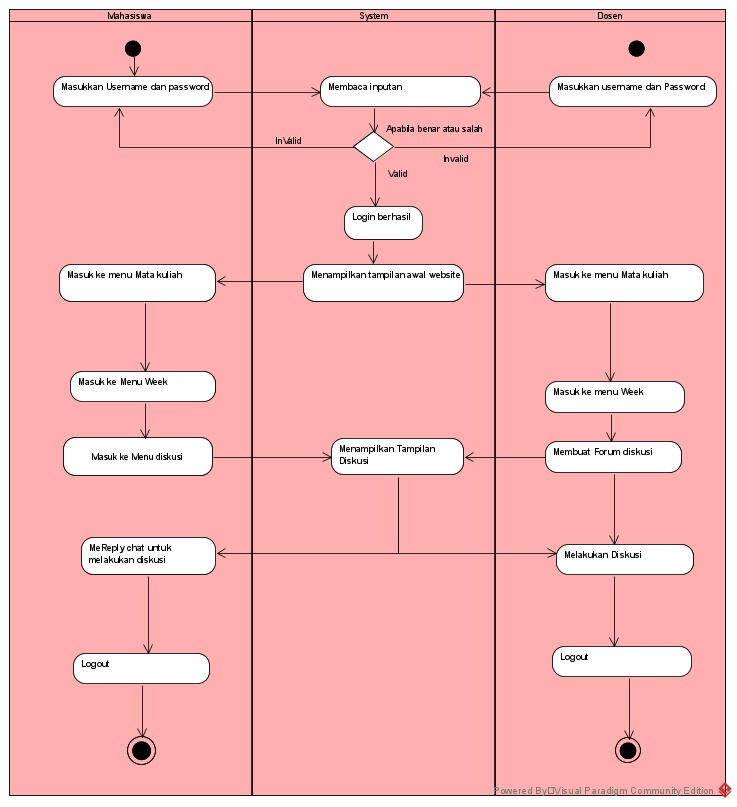 Mahasiswa
System
Dosen
Masukkan Username dan password
Membaca inputan
Masukkan username dan Password
Apabila benar atau salah
InValid
Invalid
Valid
Login berhasil
Masuk ke menu Mata kuliah
Menampilkan tampilan awal website
Masuk ke menu Mata kuliah
Masuk ke Menu Week
Masuk ke menu Week
Masuk ke Menu diskusi
Menampilkan Tampilan
Diskusi
Membuat Forum diskusi
MeReply chat untuk
melakukan diskusi
Melakukan Diskusi
Logout
Logout
Powered By Visual Paradigm Community Edition